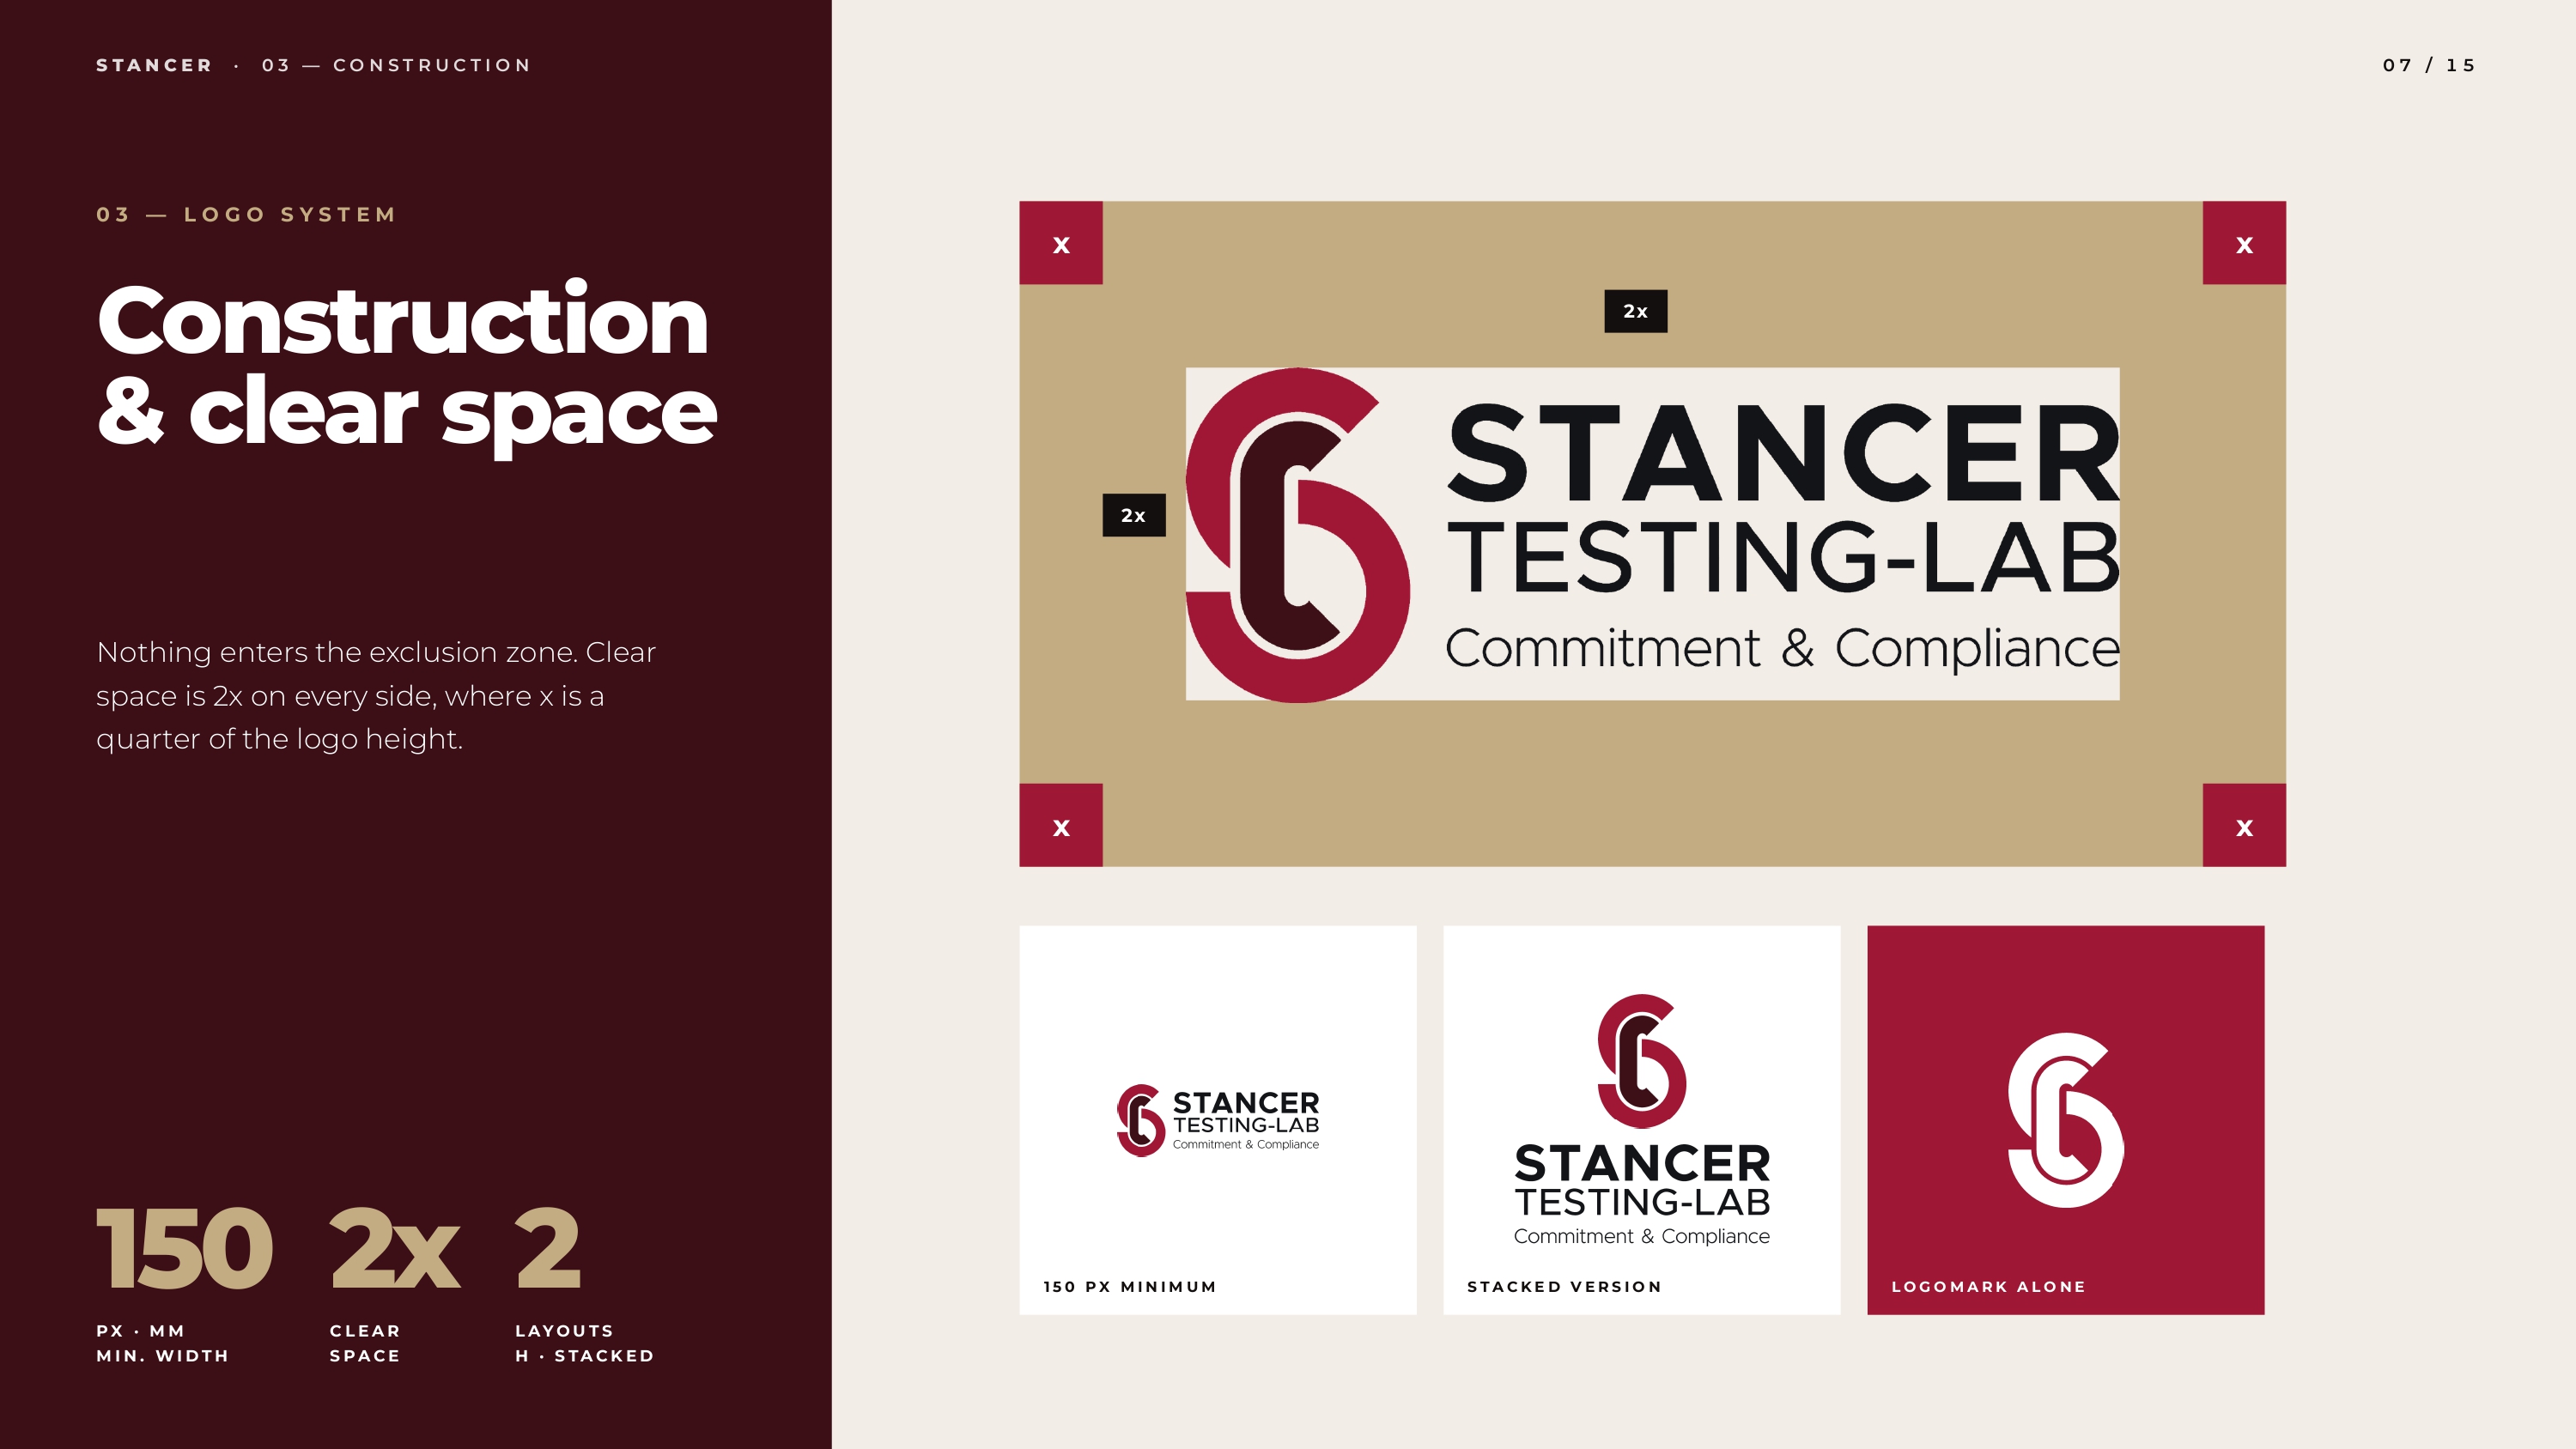 STANCER · 03 — CONSTRUCTION
07 / 15
03 — LOGO SYSTEM
Construction
& clear space
Nothing enters the exclusion zone. Clear
space is 2x on every side, where x is a
quarter of the logo height.
150
PX · MM
MIN. WIDTH
2x
CLEAR
SPACE
2
LAYOUTS
H · STACKED
x
x
2x
2x
STANCER
TESTING-LAB
Commitment & Compliance
x
x
STANCER
TESTING-LAB
Commitment & Compliance
150 PX MINIMUM
STANCER
TESTING-LAB
Commitment & Compliance
STACKED VERSION
LOGOMARK ALONE